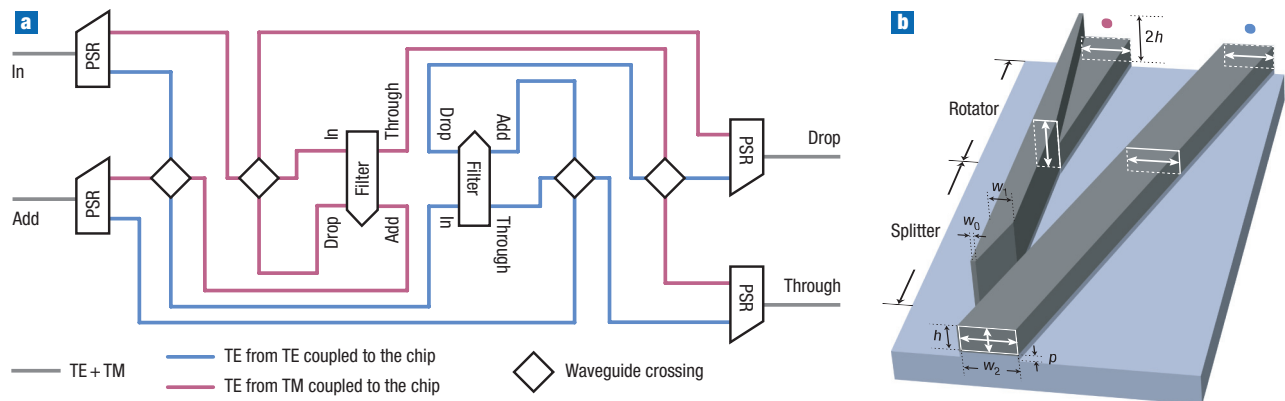 a
PSR
In
PSR
Add
In
Through
Filter
Drop
Add
Drop
Add
Filter
In
Through
PSR
Drop
PSR
Through
TE + TM
TE from TE coupled to the chip
TE from TM coupled to the chip
Waveguide crossing
b
2h
Rotator
w1
w0
Splitter
h
w2
p